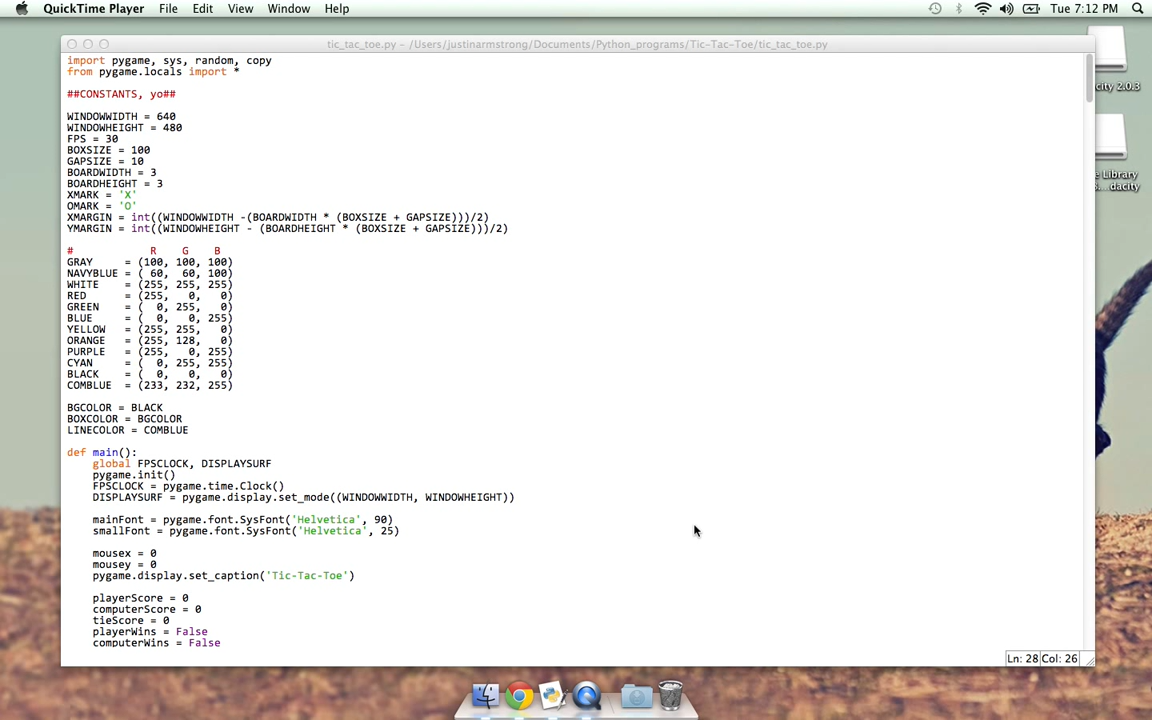 QuickTime Player File Edit View Window Help Tue 7:12 PM
tic_tac_toe.py - /Users/justinarmstrong/Documents/Python_programs/Tic-Tac-Toe/tic_tac_toe.py
import pygame, sys, random, copy
from pygame.locals import *
##CONSTANTS, yo##
WINDOWWIDTH = 640
WINDOWHEIGHT = 480
FPS = 30
BOXSIZE = 100
GAPSIZE = 10
BOARDWIDTH = 3
BOARDHEIGHT = 3
XMARK = 'X'
OMARK = 'O'
XMARGIN = int((WINDOWWIDTH -(BOARDWIDTH * (BOXSIZE + GAPSIZE)))/2)
YMARGIN = int((WINDOWHEIGHT - (BOARDHEIGHT * (BOXSIZE + GAPSIZE)))/2)
# R G B
GRAY = (100, 100, 100)
NAVYBLUE = ( 60, 60, 100)
WHITE = (255, 255, 255)
RED = (255, 0, 0)
GREEN = ( 0, 255, 0)
BLUE = ( 0, 0, 255)
YELLOW = (255, 255, 0)
ORANGE = (255, 128, 0)
PURPLE = (255, 0, 255)
CYAN = ( 0, 255, 255)
BLACK = ( 0, 0, 0)
COMBLUE = (233, 232, 255)
BGCOLOR = BLACK
BOXCOLOR = BGCOLOR
LINECOLOR = COMBLUE
def main():
global FPSCLOCK, DISPLAYSURF
pygame.init()
FPSCLOCK = pygame.time.Clock()
DISPLAYSURF = pygame.display.set_mode((WINDOWWIDTH, WINDOWHEIGHT))
mainFont = pygame.font.SysFont('Helvetica', 90)
smallFont = pygame.font.SysFont('Helvetica', 25)
mousex = 0
mousey = 0
pygame.display.set_caption('Tic-Tac-Toe')
playerScore = 0
computerScore = 0
tieScore = 0
playerWins = False
computerWins = False
Ln: 28 Col: 26
city 2.0.3
e Library
s....dacity